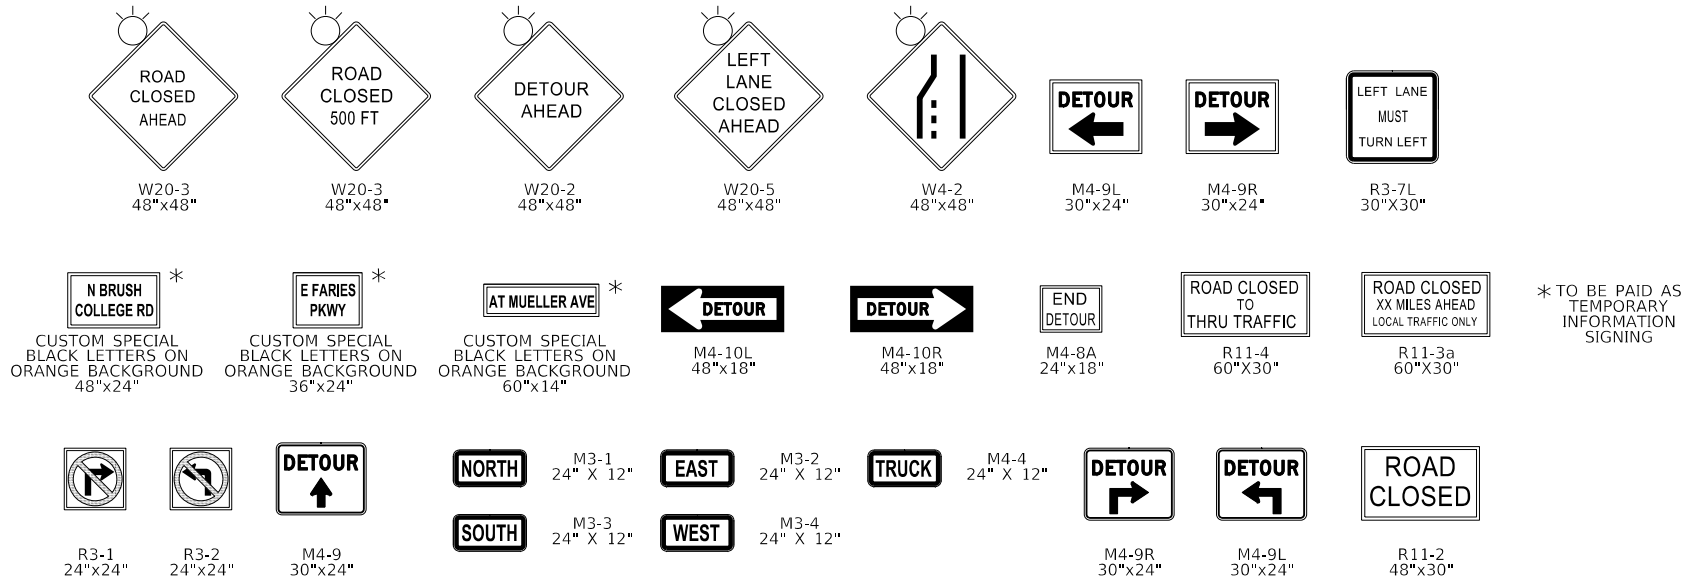 ROAD
CLOSED
AHEAD
W20-3
48"x48"
ROAD
CLOSED
500 FT
W20-3
48"x48"
DETOUR
AHEAD
W20-2
48"x48"
LEFT
LANE
CLOSED
AHEAD
W20-5
48"x48"
W4-2
48"x48"
DETOUR
M4-9L
30"x24"
DETOUR
M4-9R
30"x24"
LEFT LANE
MUST
TURN LEFT
R3-7L
30"X30"
N BRUSH
COLLEGE RD
*
CUSTOM SPECIAL
BLACK LETTERS ON
ORANGE BACKGROUND
48"x24"
E FARIES
PKWY
*
CUSTOM SPECIAL
BLACK LETTERS ON
ORANGE BACKGROUND
36"x24"
AT MUELLER AVE
*
CUSTOM SPECIAL
BLACK LETTERS ON
ORANGE BACKGROUND
60"x14"
DETOUR
M4-10L
48"x18"
DETOUR
M4-10R
48"x18"
END
DETOUR
M4-8A
24"x18"
ROAD CLOSED
TO
THRU TRAFFIC
R11-4
60"X30"
ROAD CLOSED
XX MILES AHEAD
LOCAL TRAFFIC ONLY
R11-3a
60"X30"
* TO BE PAID AS
TEMPORARY
INFORMATION
SIGNING
R3-1
24"x24"
R3-2
24"x24"
DETOUR
M4-9
30"x24"
NORTH
M3-1
24" X 12"
EAST
M3-2
24" X 12"
TRUCK
M4-4
24" X 12"
SOUTH
M3-3
24" X 12"
WEST
M3-4
24" X 12"
DETOUR
M4-9R
30"x24"
DETOUR
M4-9L
30"x24"
ROAD
CLOSED
R11-2
48"x30"